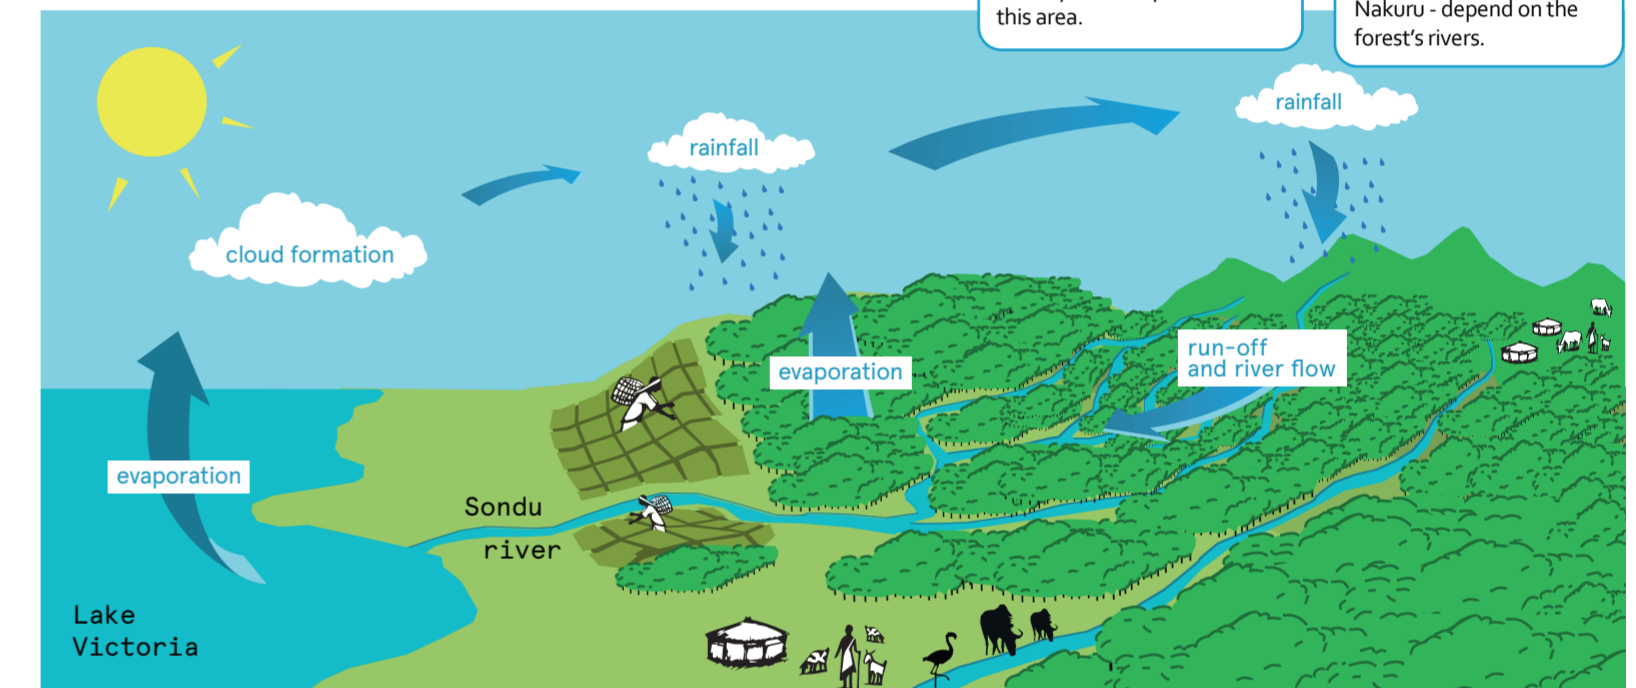 this area.
Nakuru - depend on the
forest's rivers.
rainfall
rainfall
cloud formation
run-off
and river flow
evaporation
evaporation
Sondu
river
Lake
Victoria